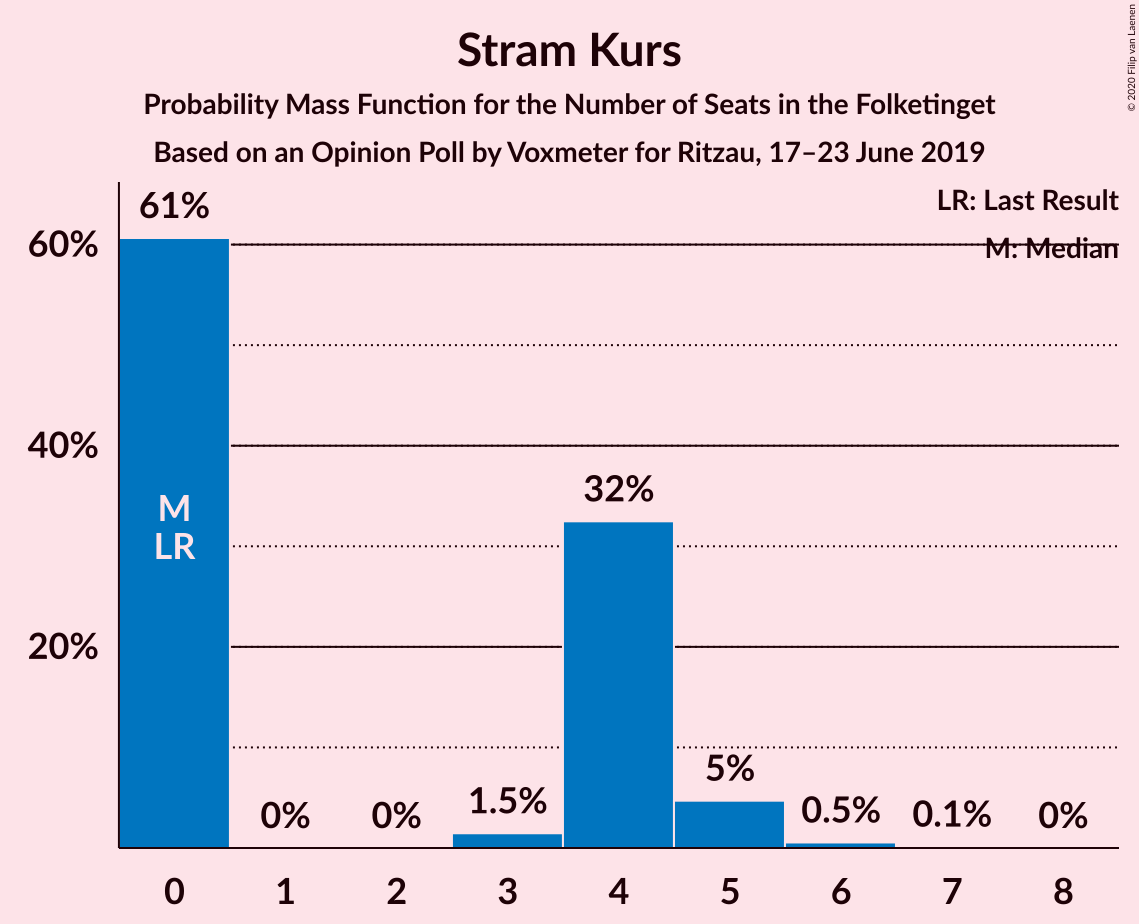 Stram Kurs
Probability Mass Function for the Number of Seats in the Folketinget
Based on an Opinion Poll by Voxmeter for Ritzau, 17–23 June 2019
© 2020 Filip van Laenen
LR: Last Result
M: Median
60%
40%
20%
61%
0%
0%
1.5%
32%
5%
0.5%
0.1%
0%
M
LR
0 1 2 3 4 5 6 7 8